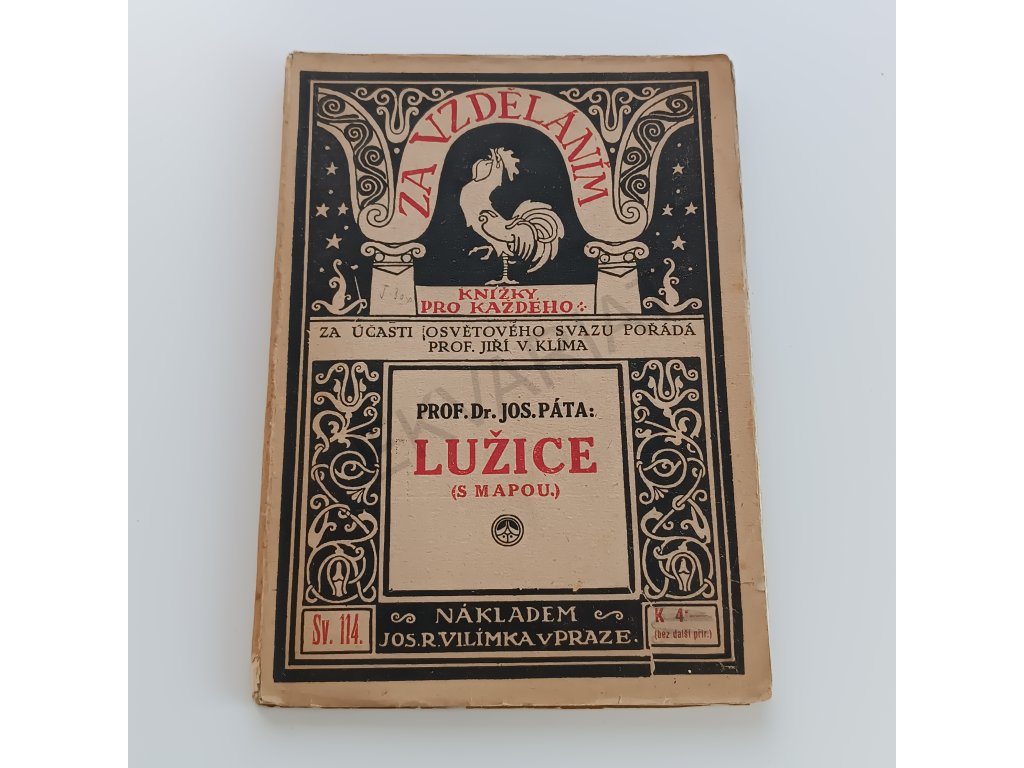 ZA VZDĚLÁNÍM
KNÍŽKY
PRO KAŽDÉHO
ZA ÚČASTI OSVĚTOVÉHO SVAZU POŘÁDÁ
PROF. JIŘÍ V. KLÍMA
PROF. Dr. JOS. PÁTA:
LUŽICE
(S MAPOU.)
NÁKLADEM
JOS. R. VILÍMKA V PRAZE.
Sv. 114.
K 4·
(bez další přir.)